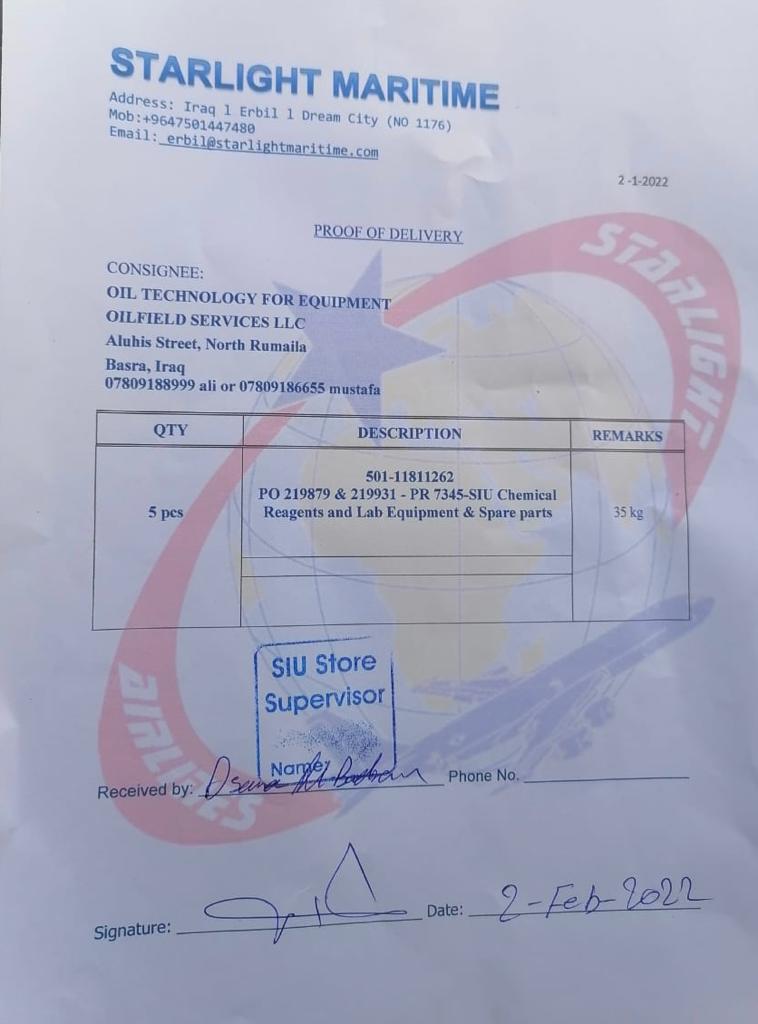 STARLIGHT MARITIME
Address: Iraq l Erbil l Dream City (NO 1176)
Mob:+9647501447480
Email: erbil@starlightmaritime.com
2 -1-2022
PROOF OF DELIVERY
CONSIGNEE:
OIL TECHNOLOGY FOR EQUIPMENT
OILFIELD SERVICES LLC
Aluhis Street, North Rumaila
Basra, Iraq
07809188999 ali or 07809186655 mustafa
QTY DESCRIPTION REMARKS
501-11811262
PO 219879 & 219931 - PR 7345-SIU Chemical
5 pcs Reagents and Lab Equipment & Spare parts 35 kg
STARLIGHT
AIRLINES
SIU Store
Supervisor
Name:
Received by: Phone No.
Signature: Date: 2-Feb-2022